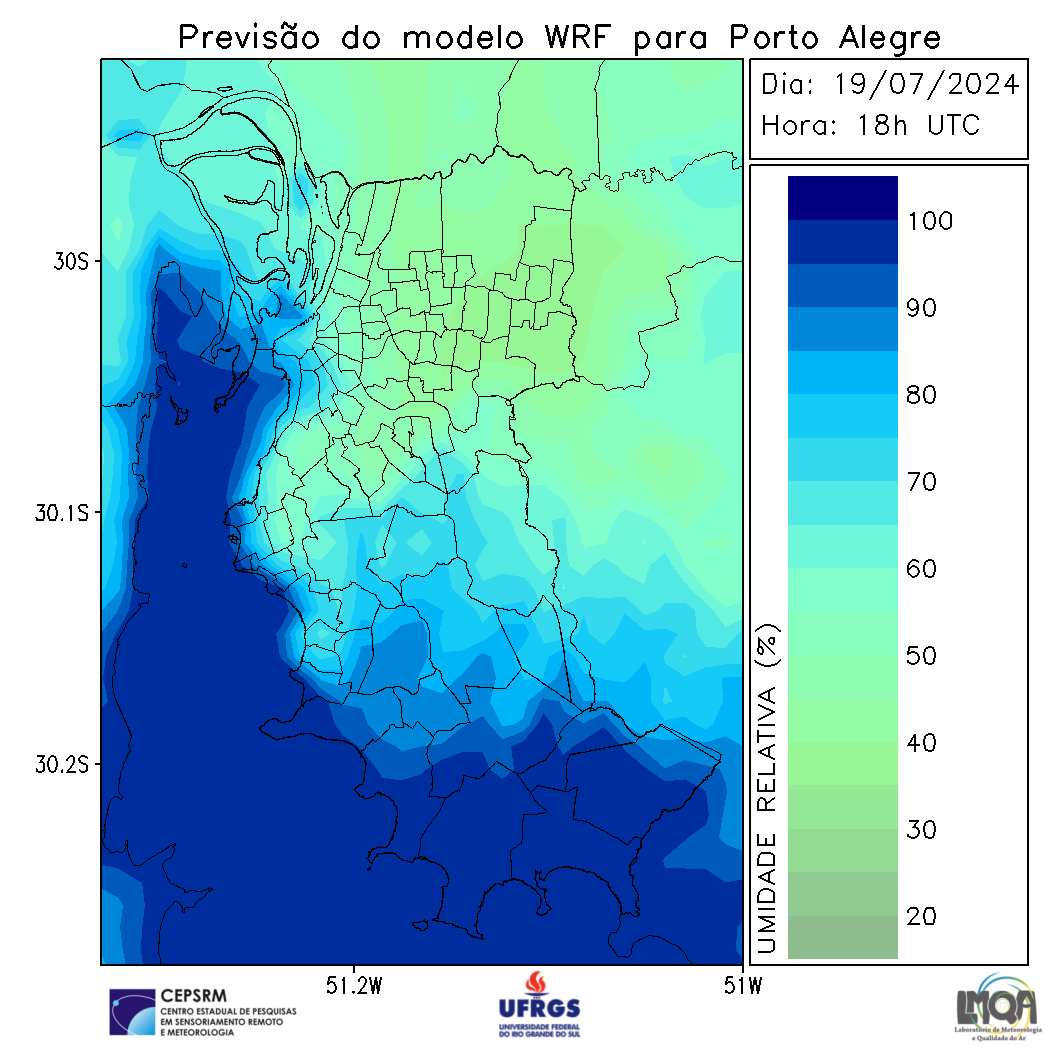 Previsão do modelo WRF para Porto Alegre
Dia: 19/07/2024
Hora: 18h UTC
30S
30.1S
30.2S
51.2W
51W
UMIDADE RELATIVA (%)
100
90
80
70
60
50
40
30
20
CEPSRM
CENTRO ESTADUAL DE PESQUISAS
EM SENSORIAMENTO REMOTO
E METEOROLOGIA
UFRGS
UNIVERSIDADE FEDERAL
DO RIO GRANDE DO SUL
LMQA
Laboratório de Meteorologia
e Qualidade do Ar